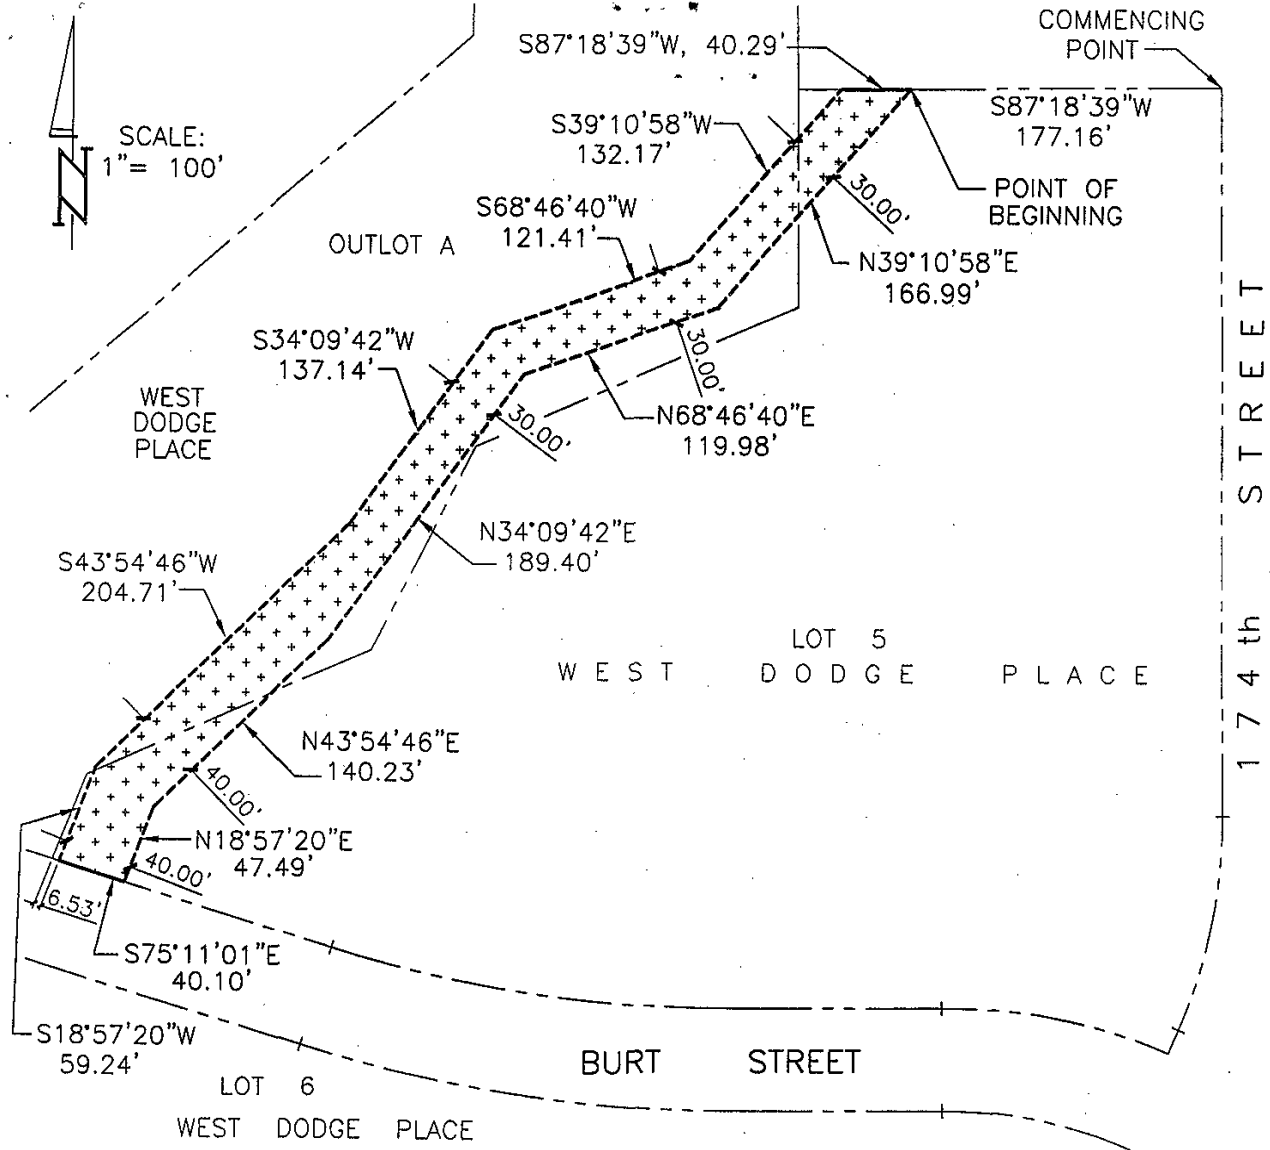 COMMENCING
POINT
S87°18'39"W, 40.29'
S87°18'39"W
177.16'
SCALE:
1"= 100'
N
S39°10'58"W
132.17'
30.00'
POINT OF
BEGINNING
S68°46'40"W
121.41'
OUTLOT A
N39°10'58"E
166.99'
S34°09'42"W
137.14'
30.00'
WEST
DODGE
PLACE
30.00'
N68°46'40"E
119.98'
174th STREET
N34°09'42"E
189.40'
S43°54'46"W
204.71'
LOT 5
WEST DODGE PLACE
N43°54'46"E
140.23'
40.00'
N18°57'20"E
47.49'
40.00'
6.53'
S75°11'01"E
40.10'
S18°57'20"W
59.24'
BURT STREET
LOT 6
WEST DODGE PLACE